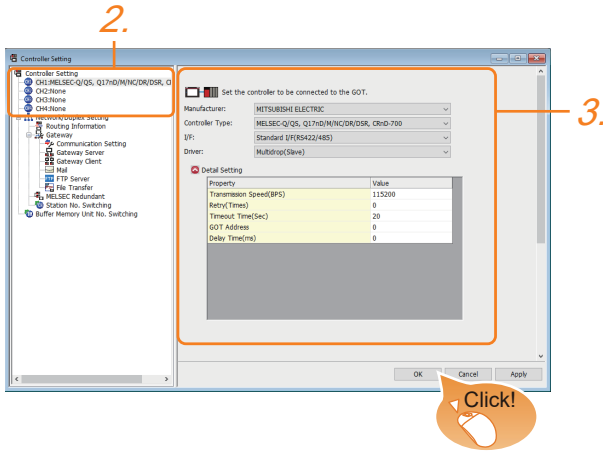 2.
Controller Setting
Controller Setting
CH1:MELSEC-Q/QS, Q17nD/M/NC/DR/DSR, C
CH2:None
CH3:None
CH4:None
Network/Duplex Setting
Routing Information
Gateway
Communication Setting
Gateway Server
Gateway Client
Mail
FTP Server
File Transfer
MELSEC Redundant
Station No. Switching
Buffer Memory Unit No. Switching
Set the controller to be connected to the GOT.
Manufacturer: MITSUBISHI ELECTRIC
Controller Type: MELSEC-Q/QS, Q17nD/M/NC/DR/DSR, CRnD-700
I/F: Standard I/F(RS422/485)
Driver: Multidrop(Slave)
Detail Setting
Property Value
Transmission Speed(BPS) 115200
Retry(Times) 0
Timeout Time(Sec) 20
GOT Address 0
Delay Time(ms) 0
3.
OK Cancel Apply
Click!